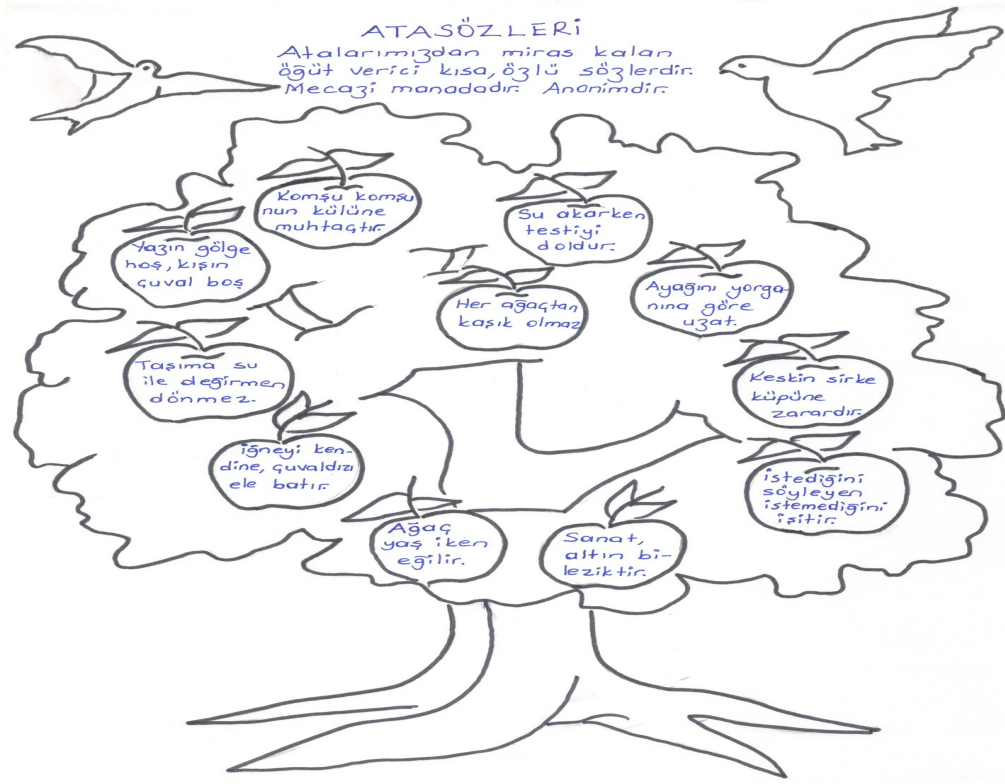 ATASÖZLERİ
Atalarımızdan miras kalan
öğüt verici kısa, özlü sözlerdir.
Mecazi manadadır. Anonimdir.
Komşu komşu
nun külüne
muhtaçtır.
Su akarken
testiyi
doldur.
Yazın gölge
hoş, kışın
çuval boş
Her ağaçtan
kaşık olmaz
Ayağını yorga-
nına göre
uzat.
Taşıma su
ile değirmen
dönmez.
Keskin sirke
küpüne
zarardır.
iğneyi ken-
dine, çuvaldızı
ele batır.
istediğini
söyleyen
istemediğini
işitir.
Ağaç
yaş iken
eğilir.
Sanat,
altın bi-
leziktir.